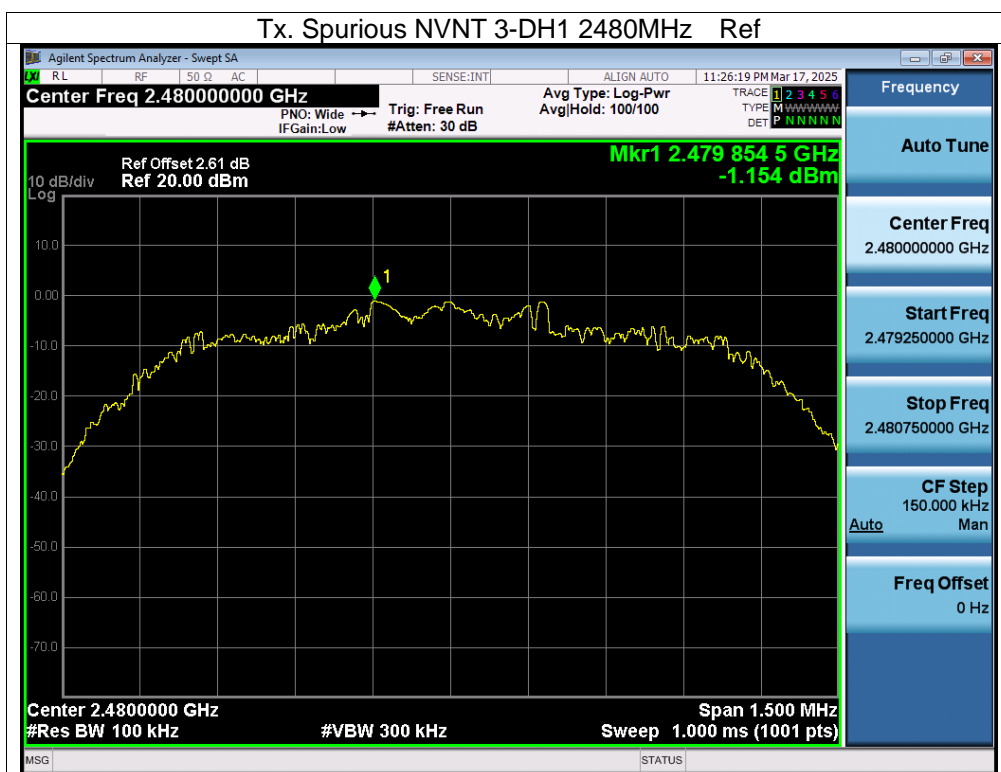 Tx. Spurious NVNT 3-DH1 2480MHz Ref
Agilent Spectrum Analyzer - Swept SA
LXI RL RF 50 Ω AC SENSE:INT ALIGN AUTO 11:26:19 PM Mar 17, 2025
Center Freq 2.480000000 GHz
PNO: Wide
IFGain:Low
Trig: Free Run
#Atten: 30 dB
Avg Type: Log-Pwr
Avg|Hold: 100/100
TRACE 1 2 3 4 5 6
TYPE M WWWWW
DET P N N N N N
Ref Offset 2.61 dB
10 dB/div Ref 20.00 dBm
Log
Mkr1 2.479 854 5 GHz
-1.154 dBm
1
10.0
0.00
-10.0
-20.0
-30.0
-40.0
-50.0
-60.0
-70.0
Center 2.4800000 GHz Span 1.500 MHz
#Res BW 100 kHz #VBW 300 kHz Sweep 1.000 ms (1001 pts)
MSG STATUS
Frequency
Auto Tune
Center Freq
2.480000000 GHz
Start Freq
2.479250000 GHz
Stop Freq
2.480750000 GHz
CF Step
150.000 kHz
Auto Man
Freq Offset
0 Hz